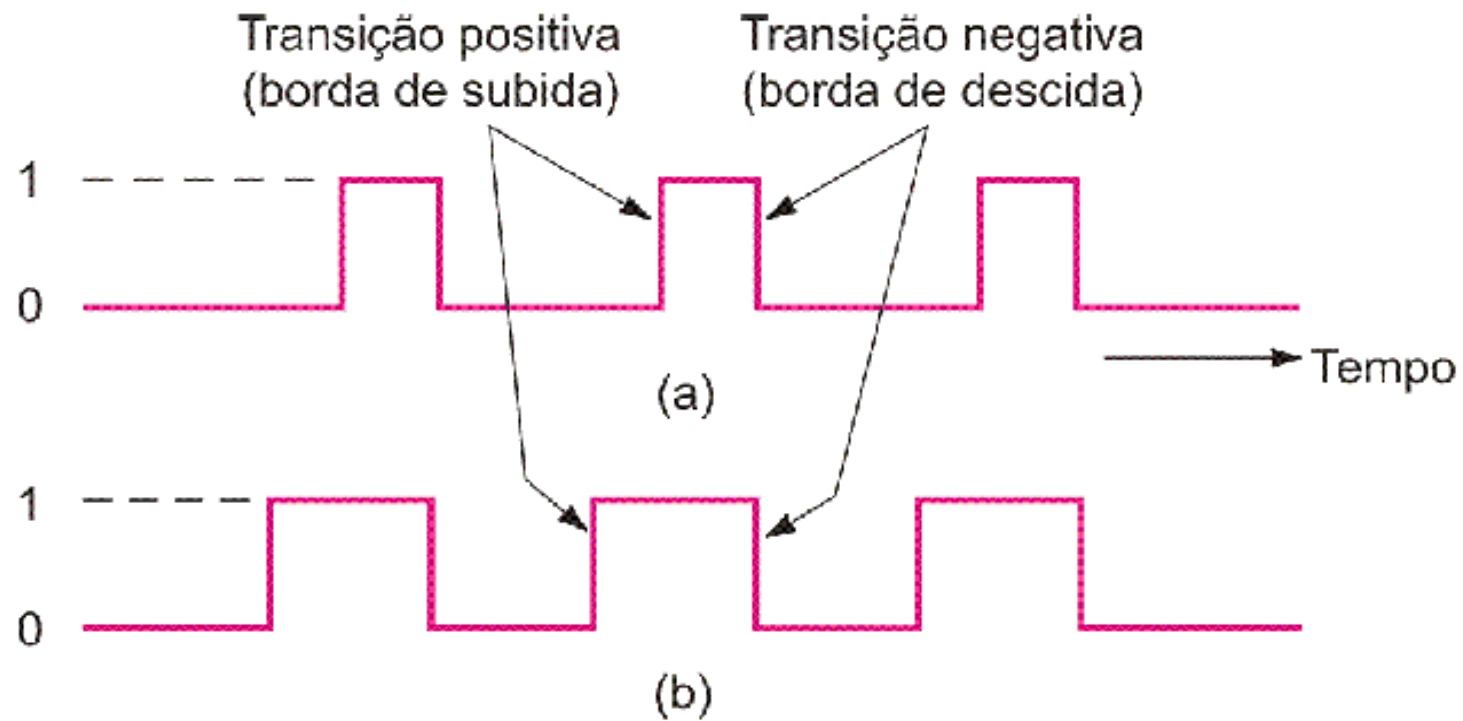 Transição positiva
(borda de subida)
Transição negativa
(borda de descida)
1
0
Tempo
(a)
1
0
(b)